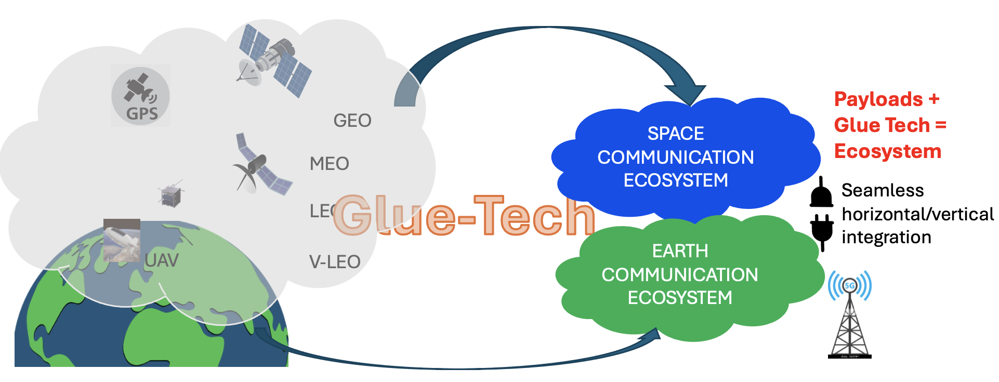 GPS
GEO
MEO
LEO
V-LEO
UAV
Glue-Tech
SPACE
COMMUNICATION
ECOSYSTEM
EARTH
COMMUNICATION
ECOSYSTEM
Payloads +
Glue Tech =
Ecosystem
Seamless
horizontal/vertical
integration
5G